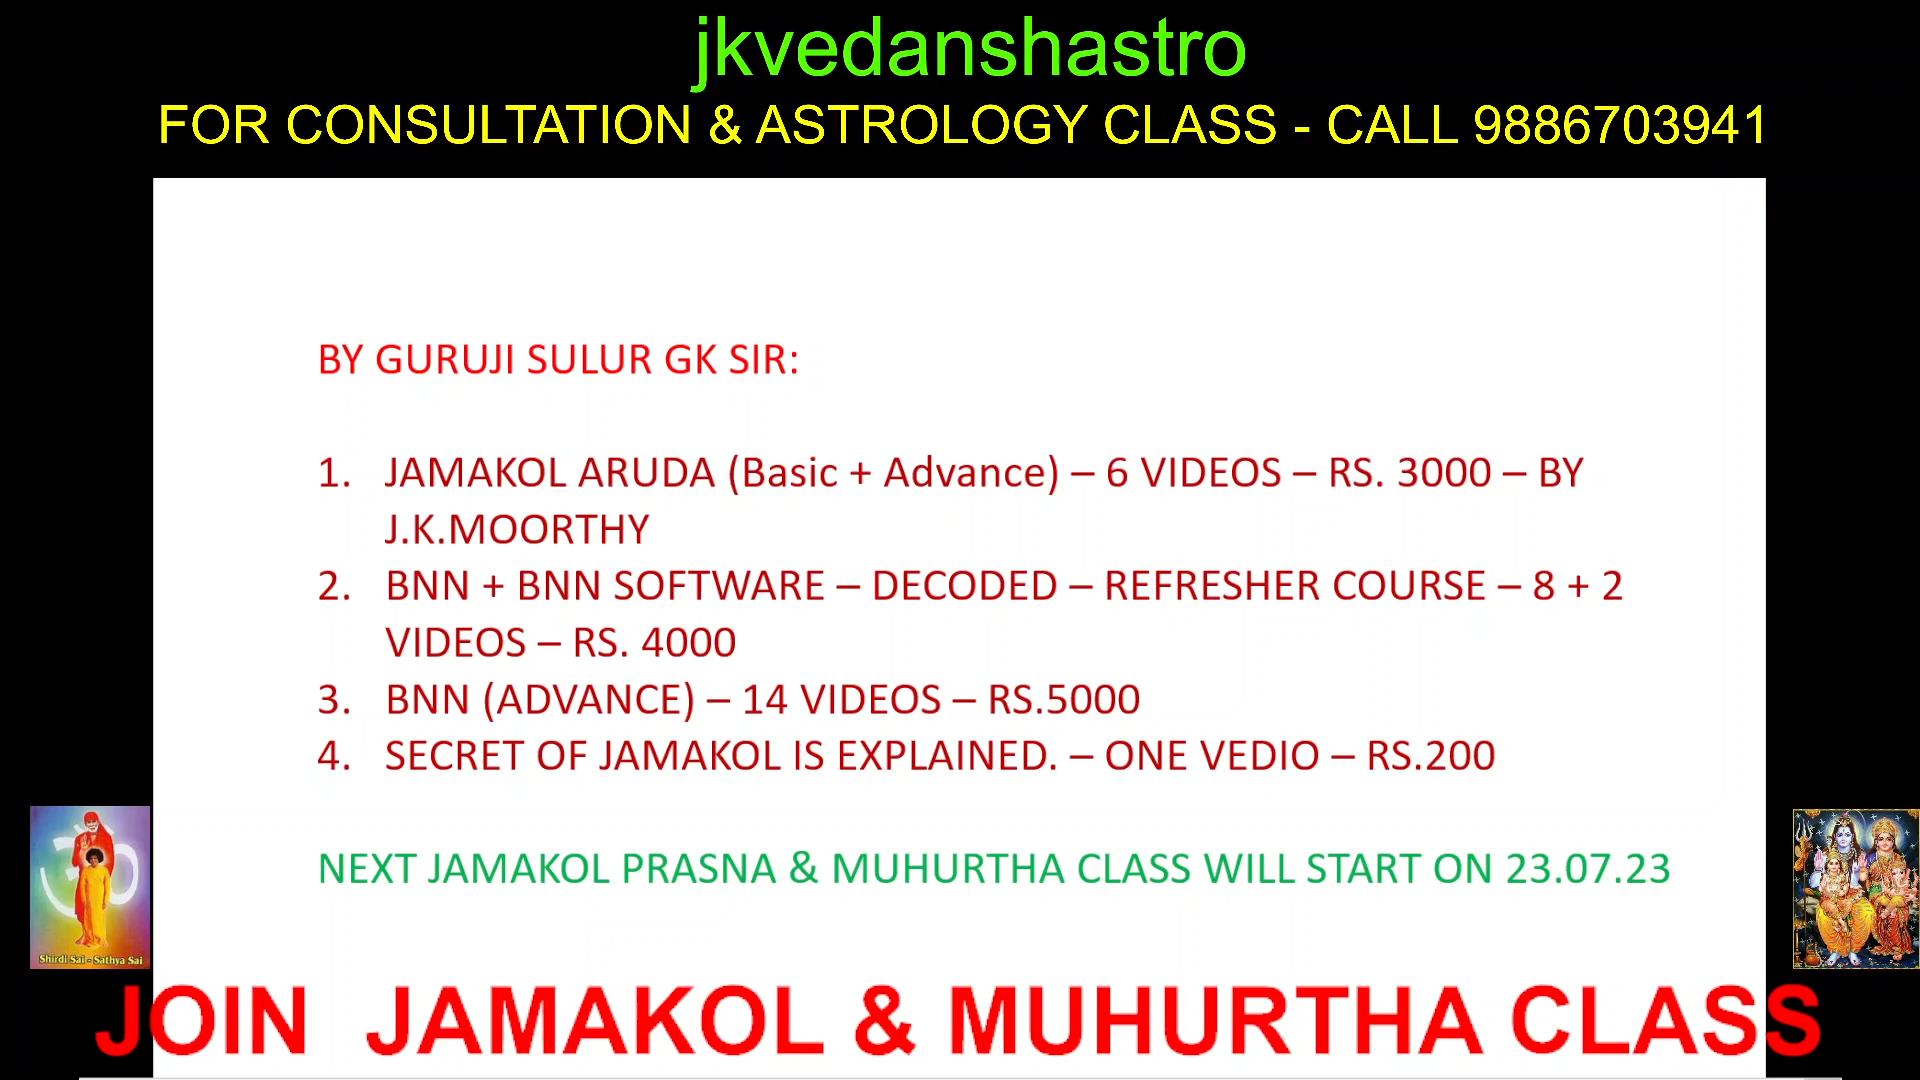 jkvedanshastro
FOR CONSULTATION & ASTROLOGY CLASS - CALL 9886703941
BY GURUJI SULUR GK SIR:
1. JAMAKOL ARUDA (Basic + Advance) – 6 VIDEOS – RS. 3000 – BY
J.K.MOORTHY
2. BNN + BNN SOFTWARE – DECODED – REFRESHER COURSE – 8 + 2
VIDEOS – RS. 4000
3. BNN (ADVANCE) – 14 VIDEOS – RS.5000
4. SECRET OF JAMAKOL IS EXPLAINED. – ONE VEDIO – RS.200
NEXT JAMAKOL PRASNA & MUHURTHA CLASS WILL START ON 23.07.23
Shirdi Sai - Sathya Sai
JOIN JAMAKOL & MUHURTHA CLASS